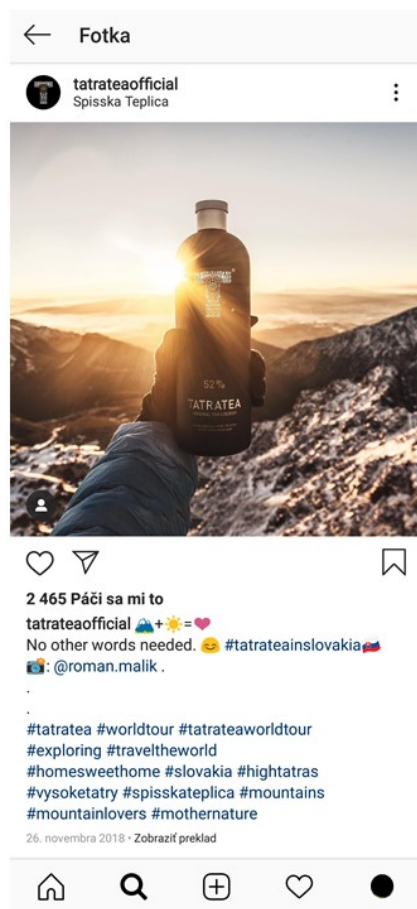 Fotka
tatrateaofficial
Spisska Teplica
52%
TATRATEA
2 465 Páči sa mi to
tatrateaofficial 🏔️+☀️=❤️
No other words needed. 😊 #tatrateainslovakia🇸🇰
📸: @roman.malik .
.
.
#tatratea #worldtour #tatrateaworldtour
#exploring #traveltheworld
#homesweethome #slovakia #hightatras
#vysoketatry #spisskateplica #mountains
#mountainlovers #mothernature
26. novembra 2018 · Zobraziť preklad